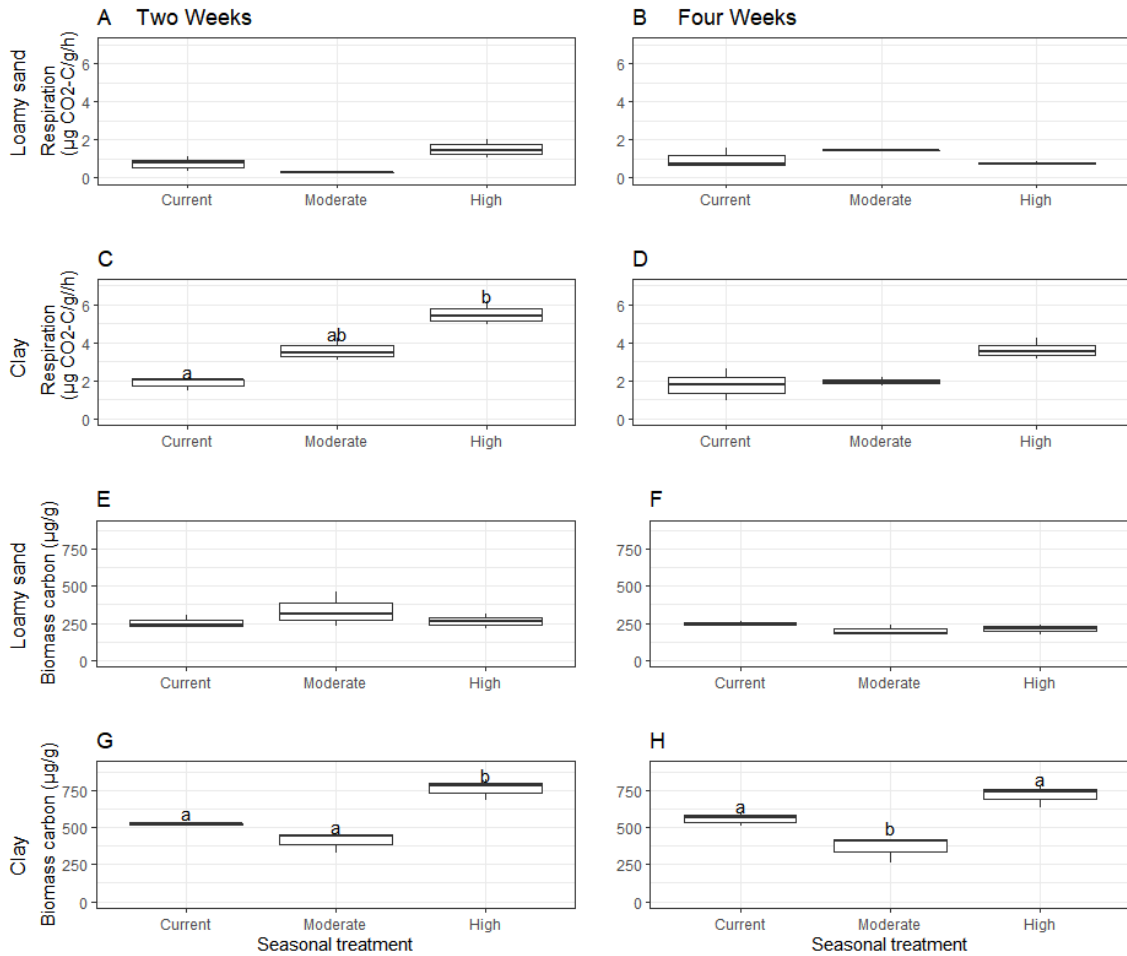 A Two Weeks
B Four Weeks
Loamy sand
Respiration
(µg CO2-C/g/h)
6
4
2
0
Current Moderate High
6
4
2
0
Current Moderate High
C
D
Clay
Respiration
(µg CO2-C/g//h)
6
4
2
0
a
ab
b
Current Moderate High
6
4
2
0
Current Moderate High
E
F
Loamy sand
Biomass carbon (µg/g)
750
500
250
0
Current Moderate High
750
500
250
0
Current Moderate High
G
H
Clay
Biomass carbon (µg/g)
750
500
250
0
a
a
b
Current Moderate High
Seasonal treatment
750
500
250
0
a
b
a
Current Moderate High
Seasonal treatment